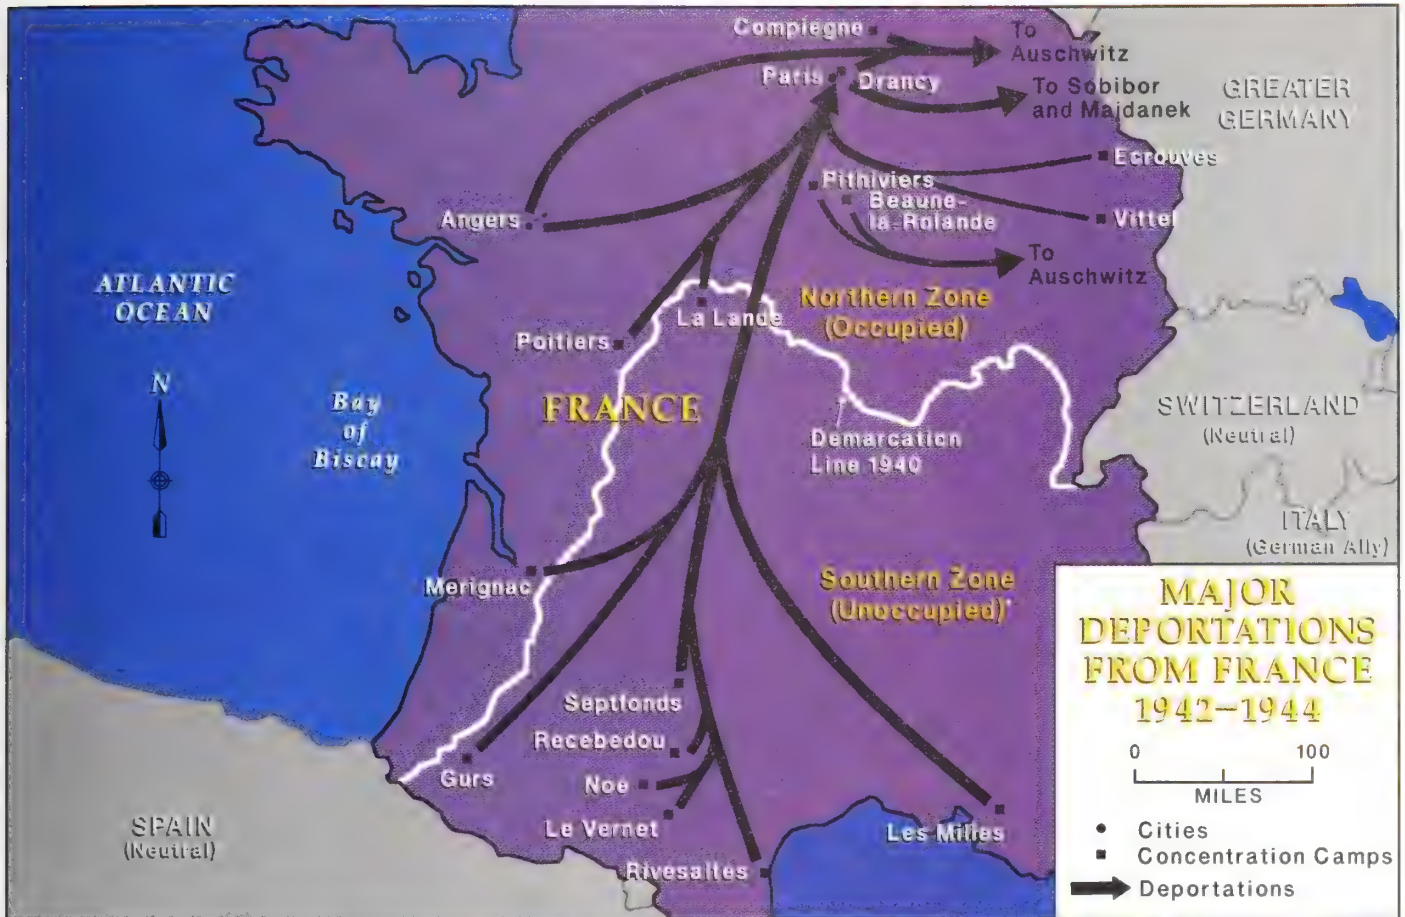 Compiegne
To
Auschwitz
Paris
Drancy
To Sobibor
and Majdanek
GREATER
GERMANY
Ecrouves
Pithiviers
Beaune-
la-Rolande
Angers
Vittel
To
Auschwitz
ATLANTIC
OCEAN
Northern Zone
(Occupied)
La Lande
Poitiers
N
Bay
of
Biscay
FRANCE
SWITZERLAND
(Neutral)
Demarcation
Line 1940
ITALY
(German Ally)
Merignac
Southern Zone
(Unoccupied)*
Septfonds
Recebedou
Gurs
Noe
Le Vernet
Les Milles
Rivesaltes
SPAIN
(Neutral)
MAJOR
DEPORTATIONS
FROM FRANCE
1942–1944
0 100
MILES
Cities
Concentration Camps
Deportations